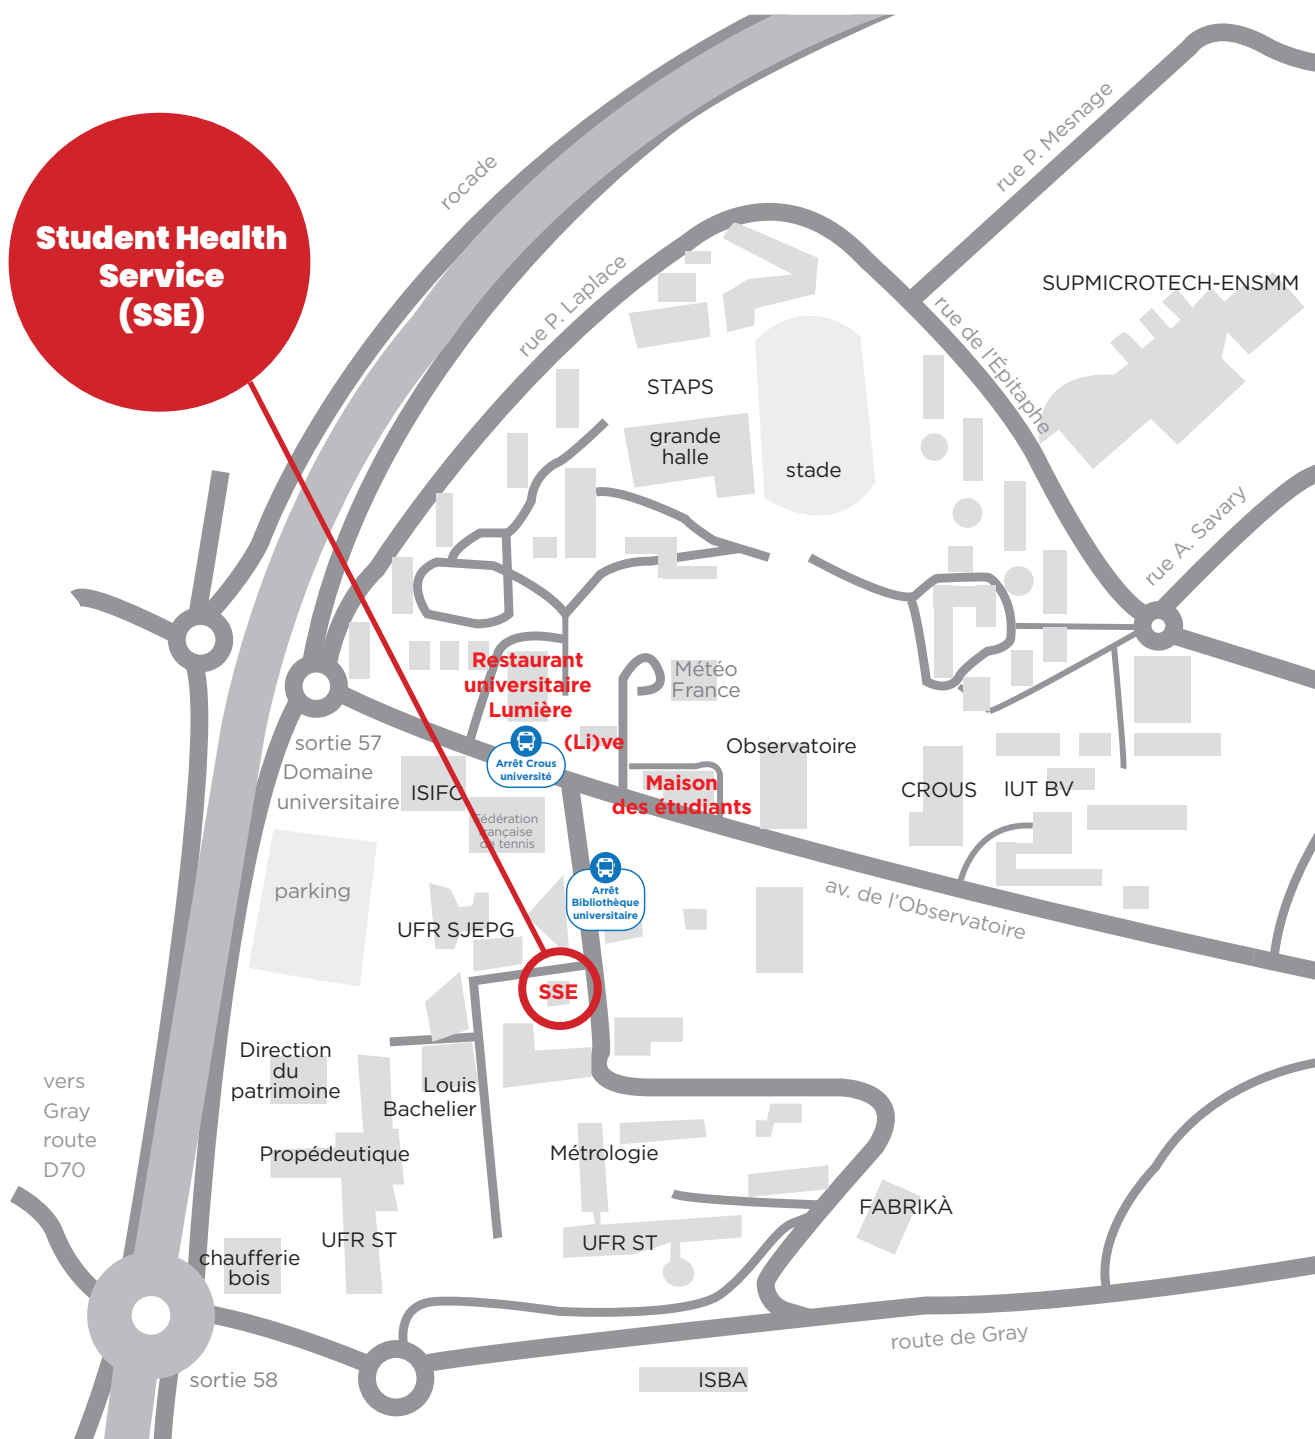 rue P. Mesnage
rocade
Student Health
Service
(SSE)
rue P. Laplace
SUPMICROTECH-ENSMM
rue de l'Épitaphe
STAPS
grande
halle
stade
rue A. Savary
Restaurant
universitaire
Lumière
Météo
France
(Li)ve
Arrêt Crous
université
sortie 57
Domaine
universitaire
ISIFC
Observatoire
Maison
des étudiants
CROUS
IUT BV
Fédération
française
de tennis
parking
Arrêt
Bibliothèque
universitaire
av. de l'Observatoire
UFR SJEPG
SSE
Direction
du
patrimoine
vers
Gray
route
D70
Louis
Bachelier
Propédeutique
Métrologie
FABRIKÀ
UFR ST
UFR ST
chaufferie
bois
route de Gray
sortie 58
ISBA